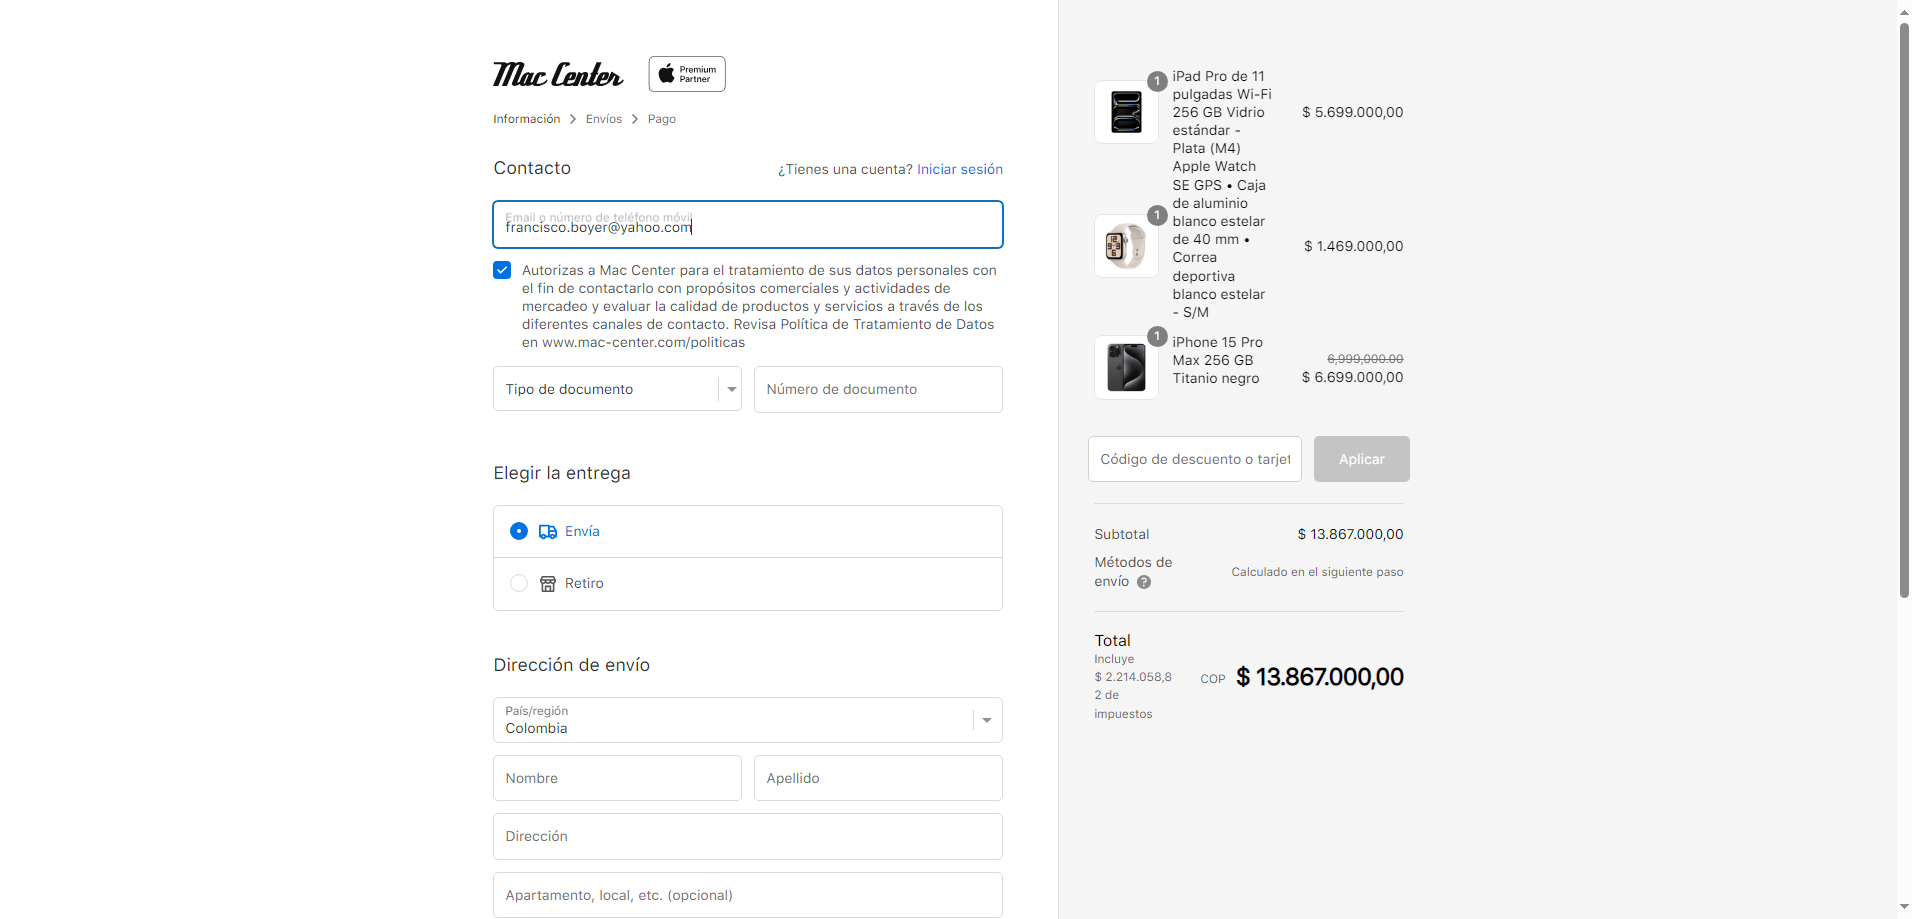 Mac Center
Premium
Partner
Información > Envíos > Pago
Contacto
¿Tienes una cuenta? Iniciar sesión
Email o número de teléfono móvil
francisco.boyer@yahoo.com
Autorizas a Mac Center para el tratamiento de sus datos personales con
el fin de contactarlo con propósitos comerciales y actividades de
mercadeo y evaluar la calidad de productos y servicios a través de los
diferentes canales de contacto. Revisa Política de Tratamiento de Datos
en www.mac-center.com/politicas
Tipo de documento
Número de documento
Elegir la entrega
Envía
Retiro
Dirección de envío
País/región
Colombia
Nombre
Apellido
Dirección
Apartamento, local, etc. (opcional)
1
iPad Pro de 11
pulgadas Wi-Fi
256 GB Vidrio
estándar -
Plata (M4)
$ 5.699.000,00
1
Apple Watch
SE GPS • Caja
de aluminio
blanco estelar
de 40 mm •
Correa
deportiva
blanco estelar
- S/M
$ 1.469.000,00
1
iPhone 15 Pro
Max 256 GB
Titanio negro
6,999,000.00
$ 6.699.000,00
Código de descuento o tarjet
Aplicar
Subtotal
$ 13.867.000,00
Métodos de
envío ?
Calculado en el siguiente paso
Total
Incluye
$ 2.214.058,8
2 de
impuestos
COP $ 13.867.000,00